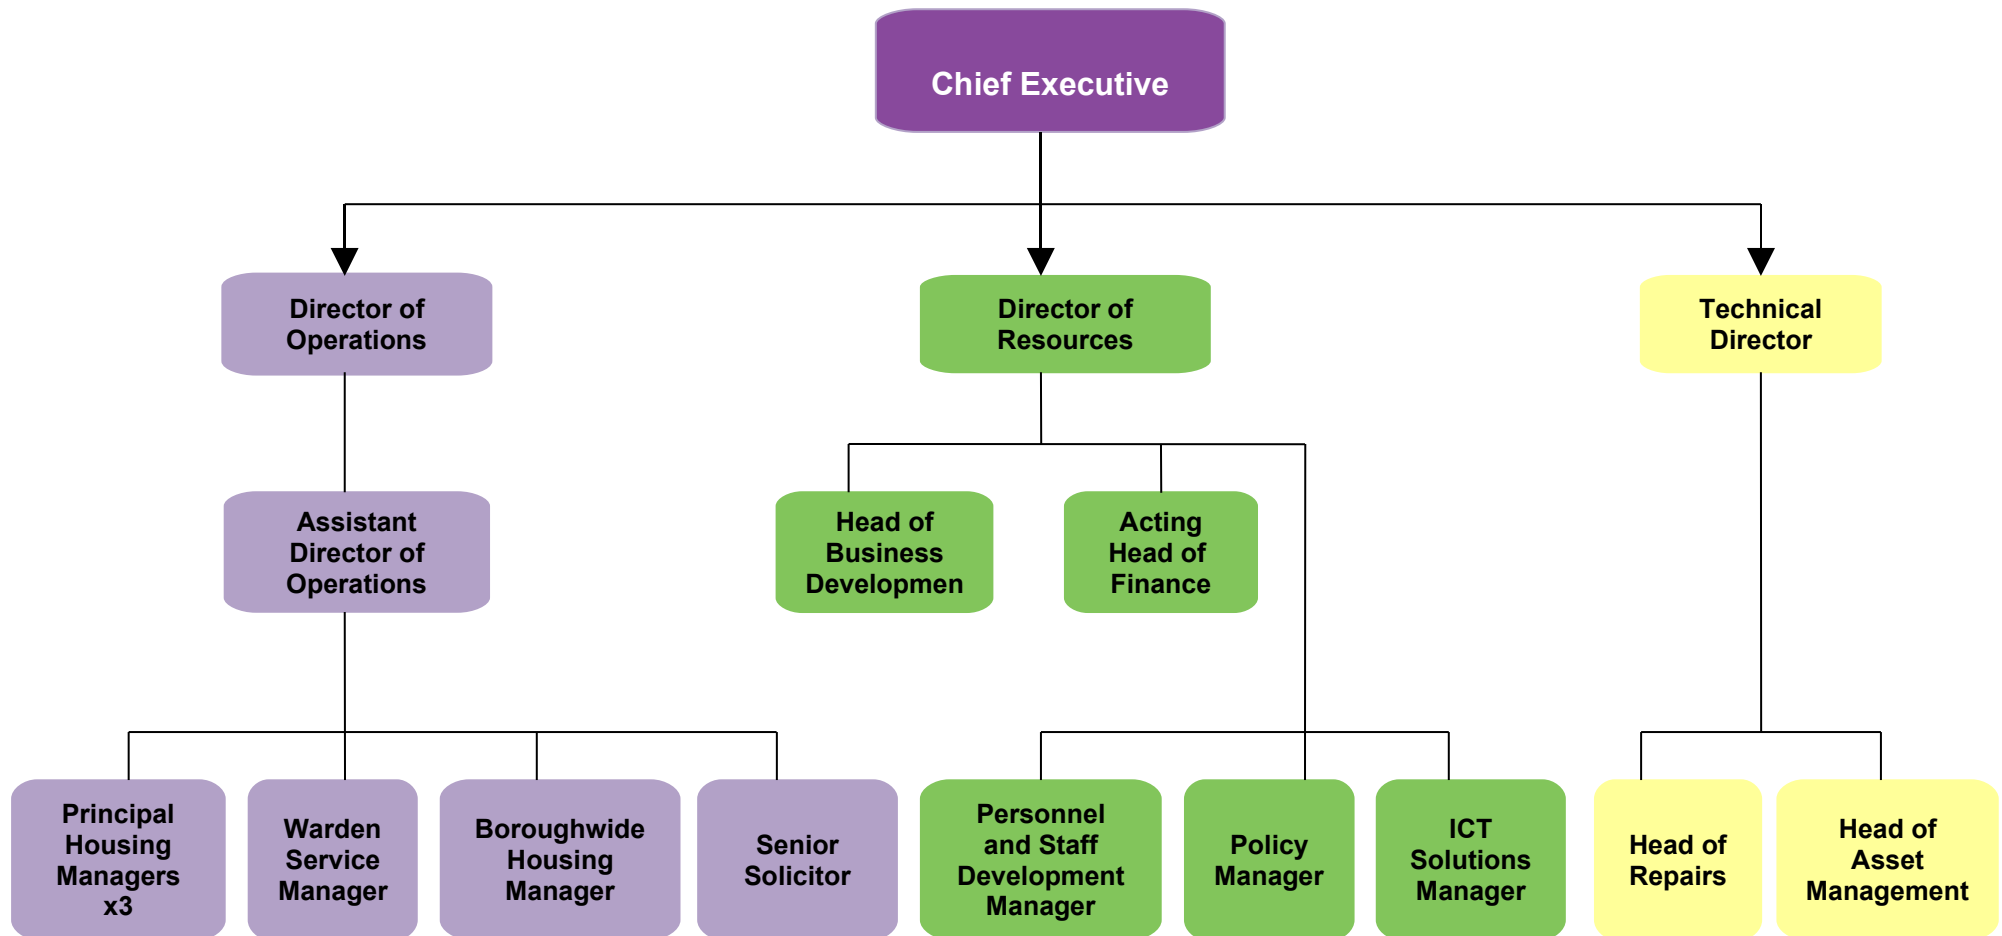 Chief Executive
Director of
Operations
Director of
Resources
Technical
Director
Assistant
Director of
Operations
Head of
Business
Developmen
Acting
Head of
Finance
Principal
Housing
Managers
x3
Warden
Service
Manager
Boroughwide
Housing
Manager
Senior
Solicitor
Personnel
and Staff
Development
Manager
Policy
Manager
ICT
Solutions
Manager
Head of
Repairs
Head of
Asset
Management